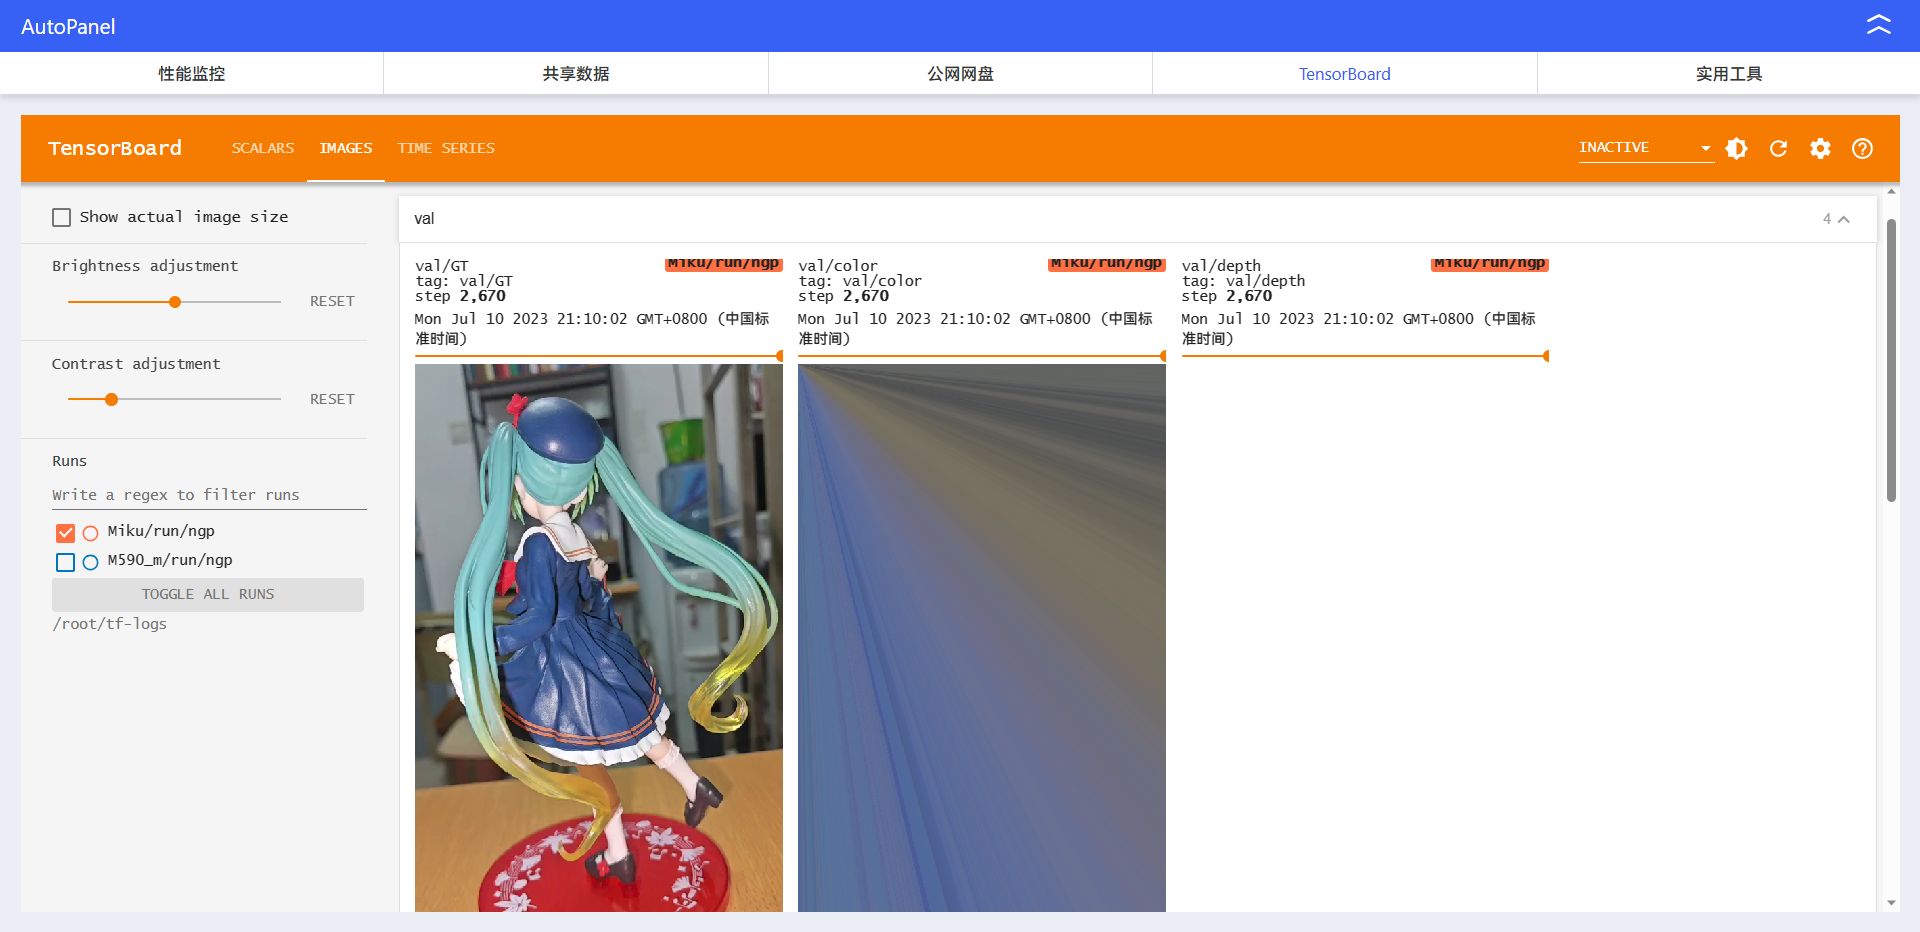 AutoPanel
性能监控
共享数据
公网网盘
TensorBoard
实用工具
TensorBoard
SCALARS
IMAGES
TIME SERIES
INACTIVE
Show actual image size
Brightness adjustment
RESET
Contrast adjustment
RESET
Runs
Write a regex to filter runs
Miku/run/ngp
M590_m/run/ngp
TOGGLE ALL RUNS
/root/tf-logs
val
4
val/GT
Miku/run/ngp
tag: val/GT
step 2,670
Mon Jul 10 2023 21:10:02 GMT+0800 (中国标
准时间)
val/color
Miku/run/ngp
tag: val/color
step 2,670
Mon Jul 10 2023 21:10:02 GMT+0800 (中国标
准时间)
val/depth
Miku/run/ngp
tag: val/depth
step 2,670
Mon Jul 10 2023 21:10:02 GMT+0800 (中国标
准时间)